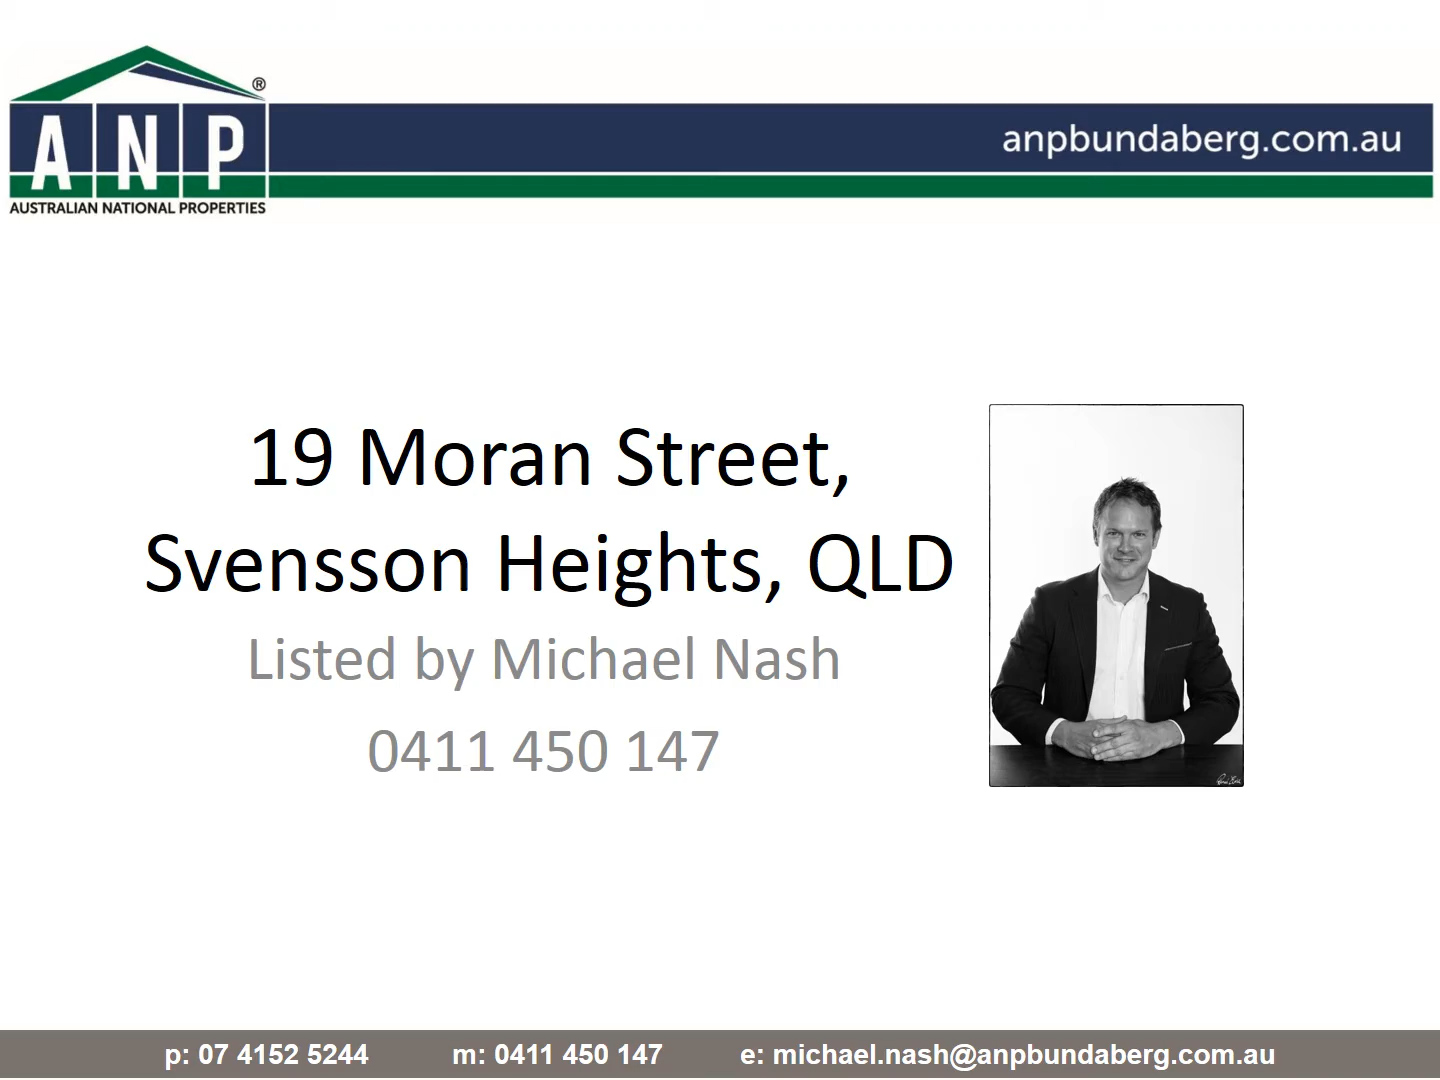 ®
ANP
AUSTRALIAN NATIONAL PROPERTIES
anpbundaberg.com.au
19 Moran Street,
Svensson Heights, QLD
Listed by Michael Nash
0411 450 147
p: 07 4152 5244 m: 0411 450 147 e: michael.nash@anpbundaberg.com.au